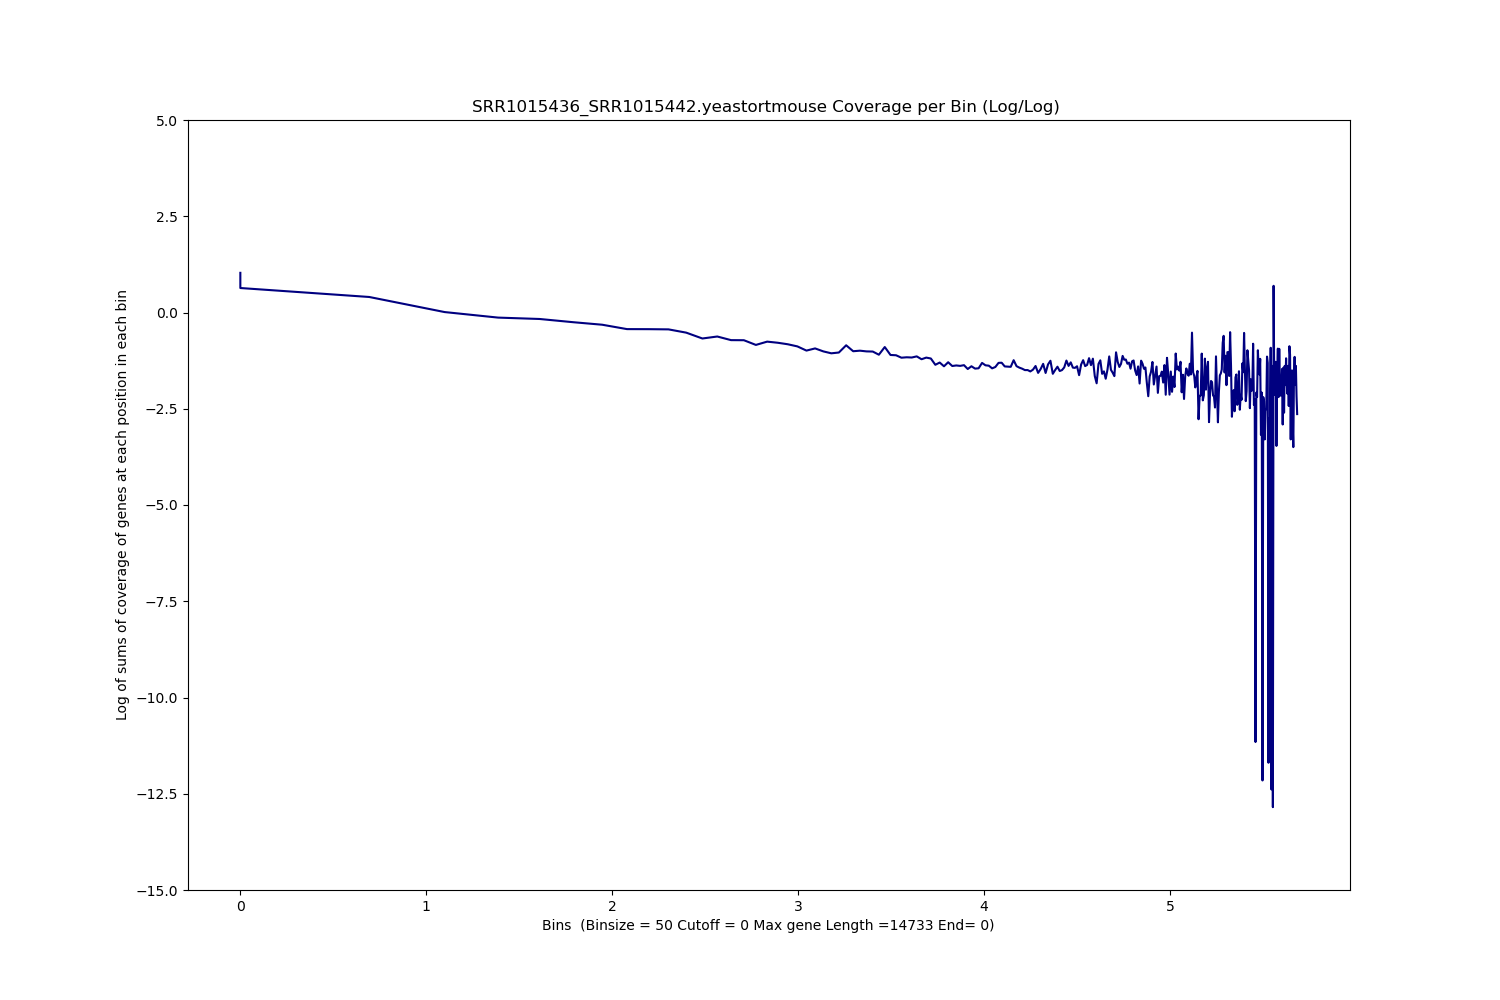 SRR1015436_SRR1015442.yeastortmouse Coverage per Bin (Log/Log)
5.0
2.5
0.0
−2.5
−5.0
−7.5
−10.0
−12.5
−15.0
Log of sums of coverage of genes at each position in each bin
0 1 2 3 4 5
Bins  (Binsize = 50 Cutoff = 0 Max gene Length =14733 End= 0)